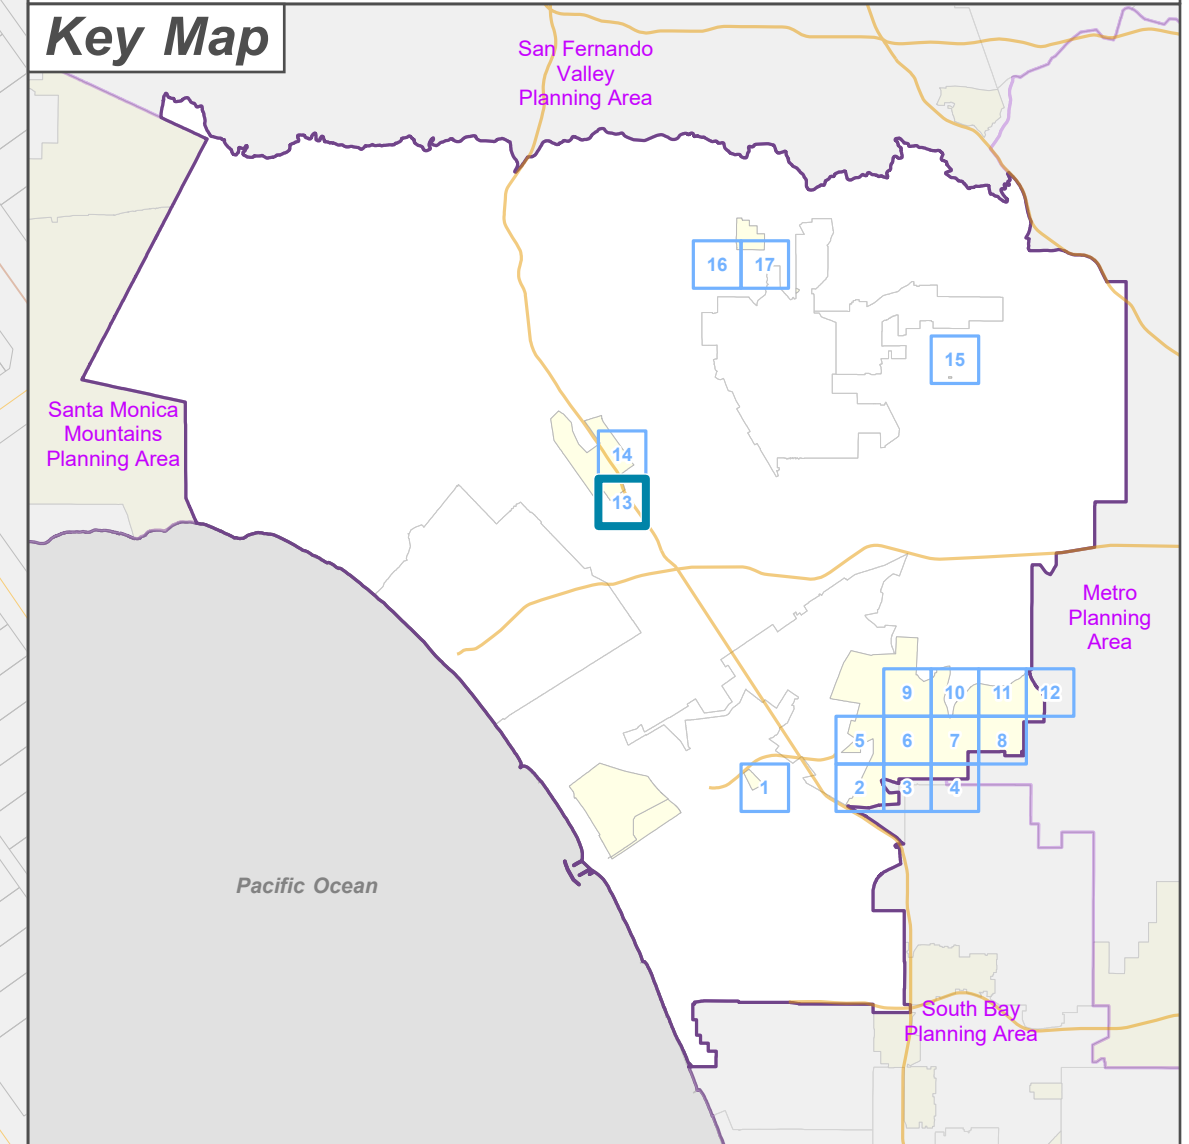 Key Map
San Fernando
Valley
Planning Area
16
17
15
Santa Monica
Mountains
Planning Area
14
13
Metro
Planning
Area
9
10
11
12
5
6
7
8
1
2
3
4
Pacific Ocean
South Bay
Planning Area